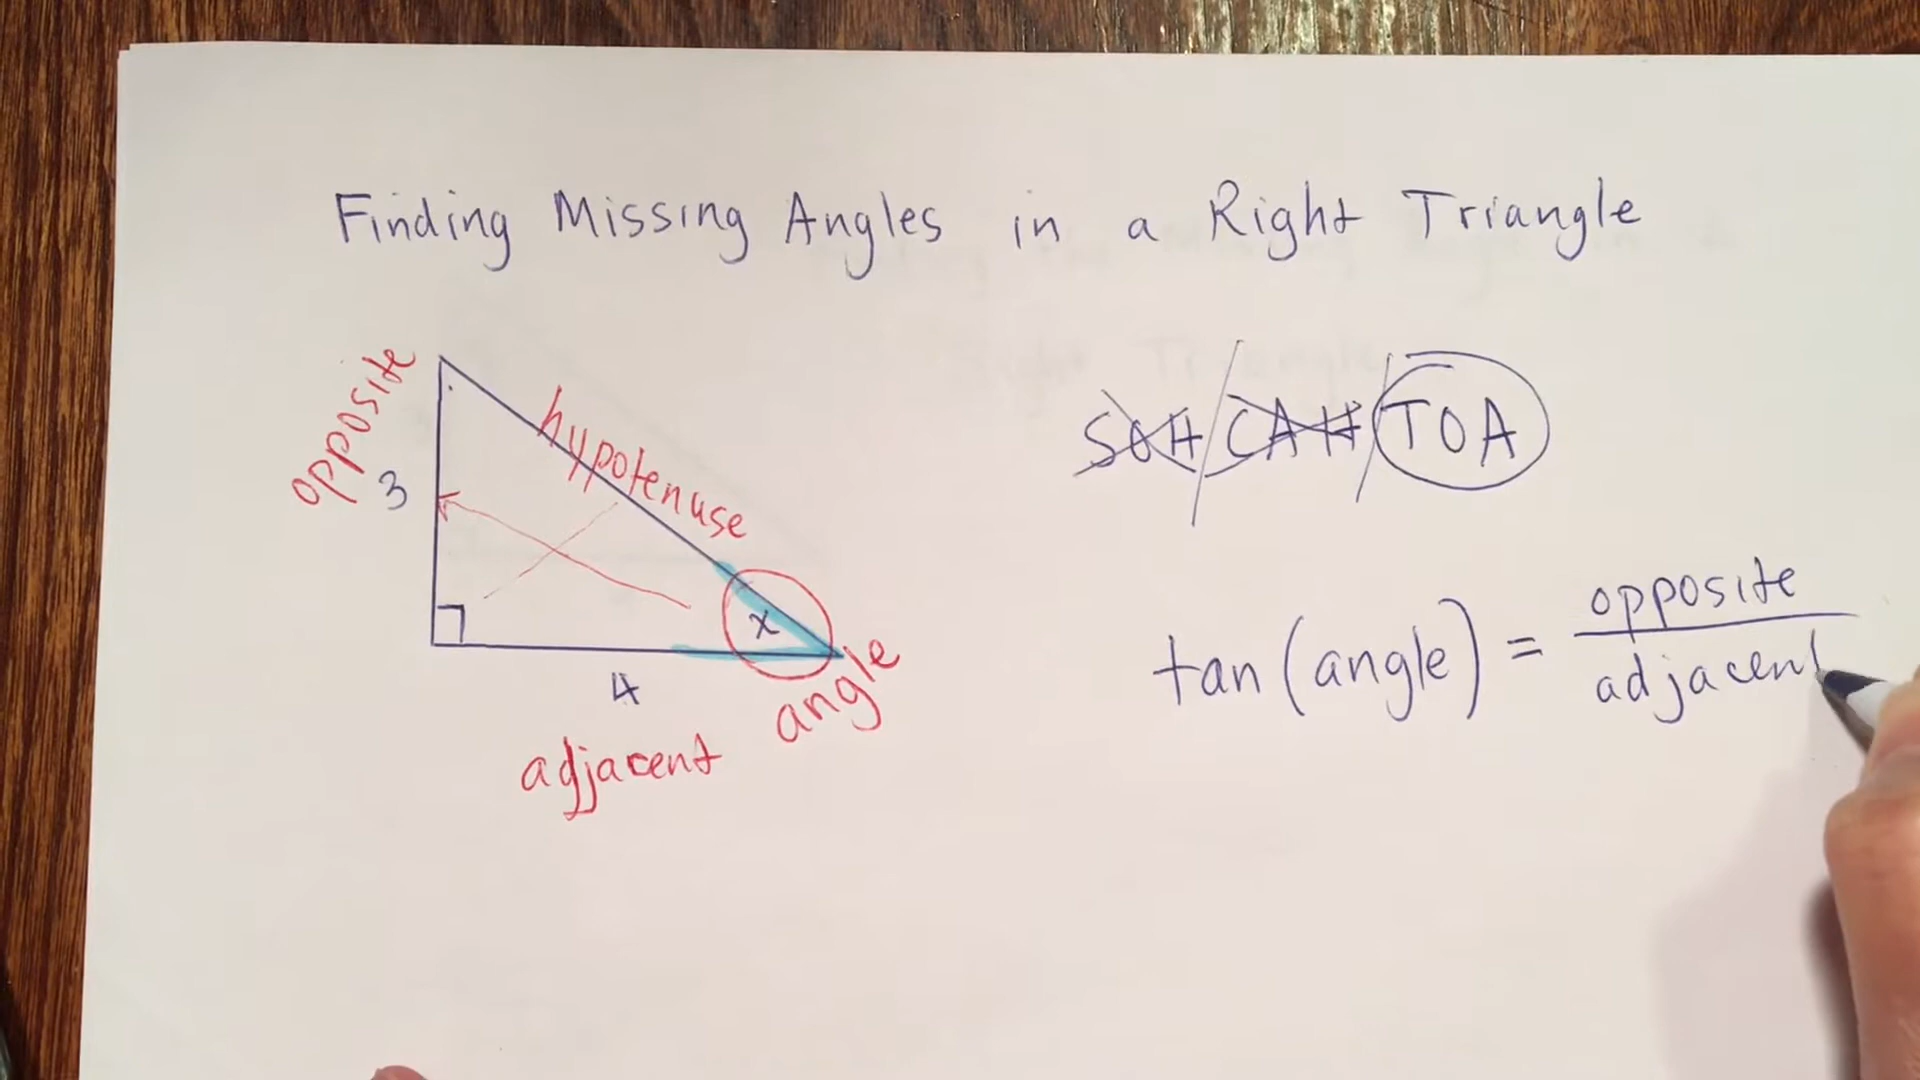 Finding Missing Angles in a Right Triangle
opposite
3
hypotenuse
x
angle
4
adjacent
SOH/CAH/TOA
tan(angle) = opposite
adjacent